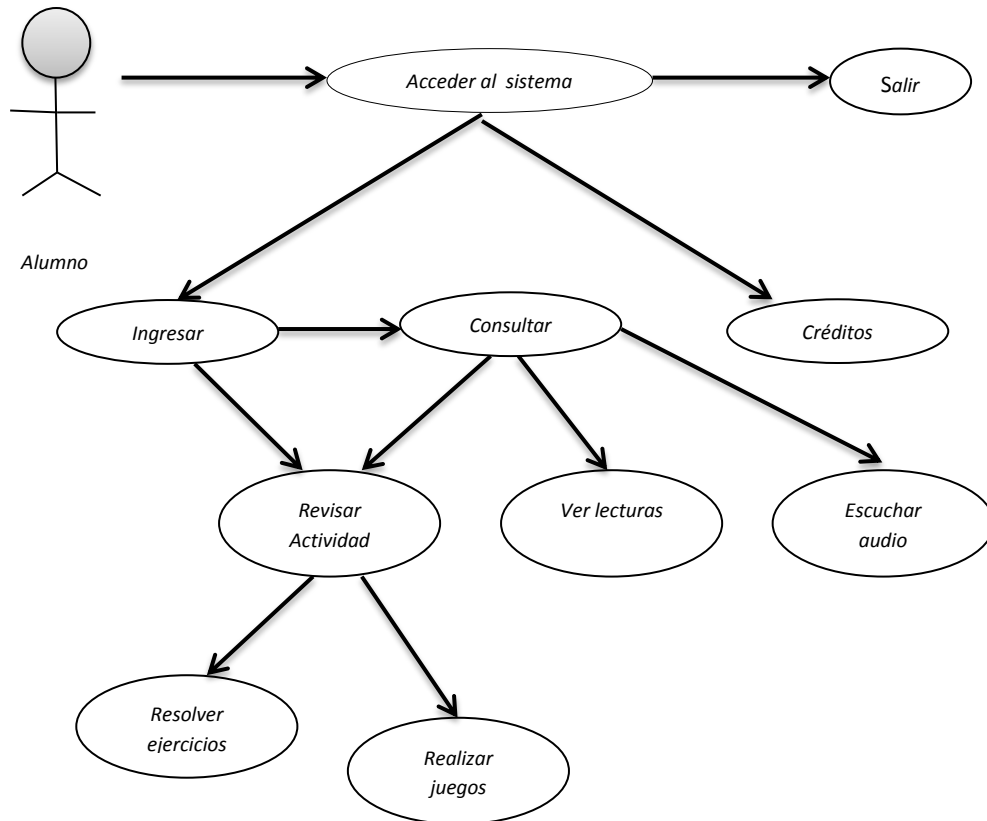 Acceder al sistema
Salir
Alumno
Ingresar
Consultar
Créditos
Revisar
Actividad
Ver lecturas
Escuchar
audio
Resolver
ejercicios
Realizar
juegos